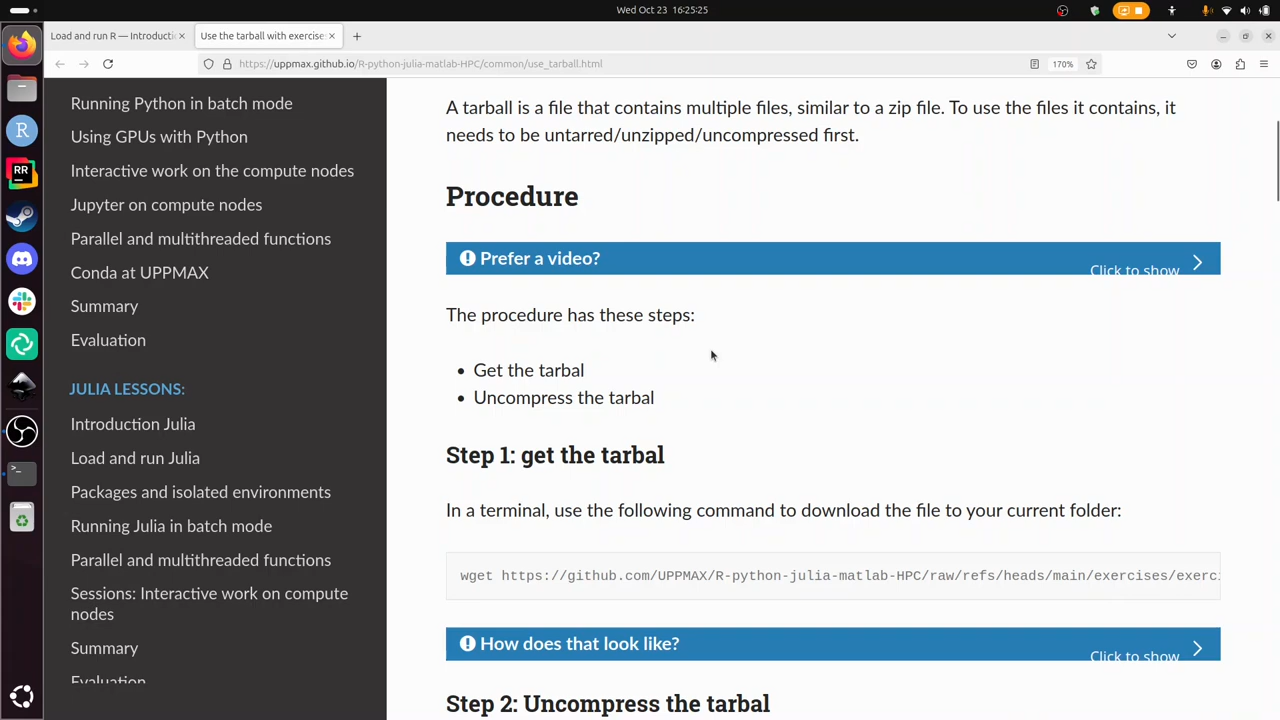 Wed Oct 23 16:25:25
Load and run R — Introducti
Use the tarball with exercise
https://uppmax.github.io/R-python-julia-matlab-HPC/common/use_tarball.html
170%
Running Python in batch mode
Using GPUs with Python
Interactive work on the compute nodes
Jupyter on compute nodes
Parallel and multithreaded functions
Conda at UPPMAX
Summary
Evaluation
JULIA LESSONS:
Introduction Julia
Load and run Julia
Packages and isolated environments
Running Julia in batch mode
Parallel and multithreaded functions
Sessions: Interactive work on compute
nodes
Summary
Evaluation
A tarball is a file that contains multiple files, similar to a zip file. To use the files it contains, it
needs to be untarred/unzipped/uncompressed first.
Procedure
Prefer a video?
Click to show
The procedure has these steps:
• Get the tarbal
• Uncompress the tarbal
Step 1: get the tarbal
In a terminal, use the following command to download the file to your current folder:
wget https://github.com/UPPMAX/R-python-julia-matlab-HPC/raw/refs/heads/main/exercises/exerci
How does that look like?
Click to show
Step 2: Uncompress the tarbal
R
RR